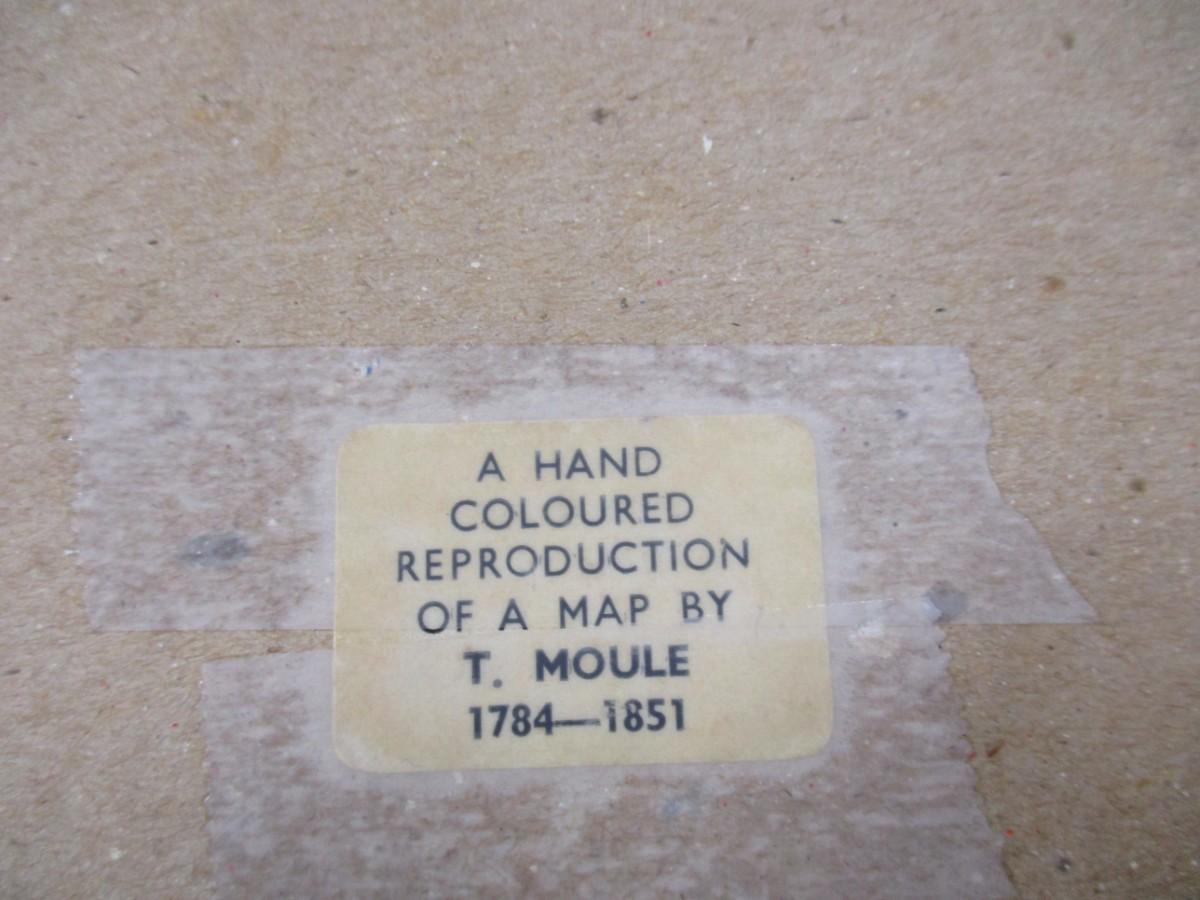 A HAND
COLOURED
REPRODUCTION
OF A MAP BY
T. MOULE
1784—1851